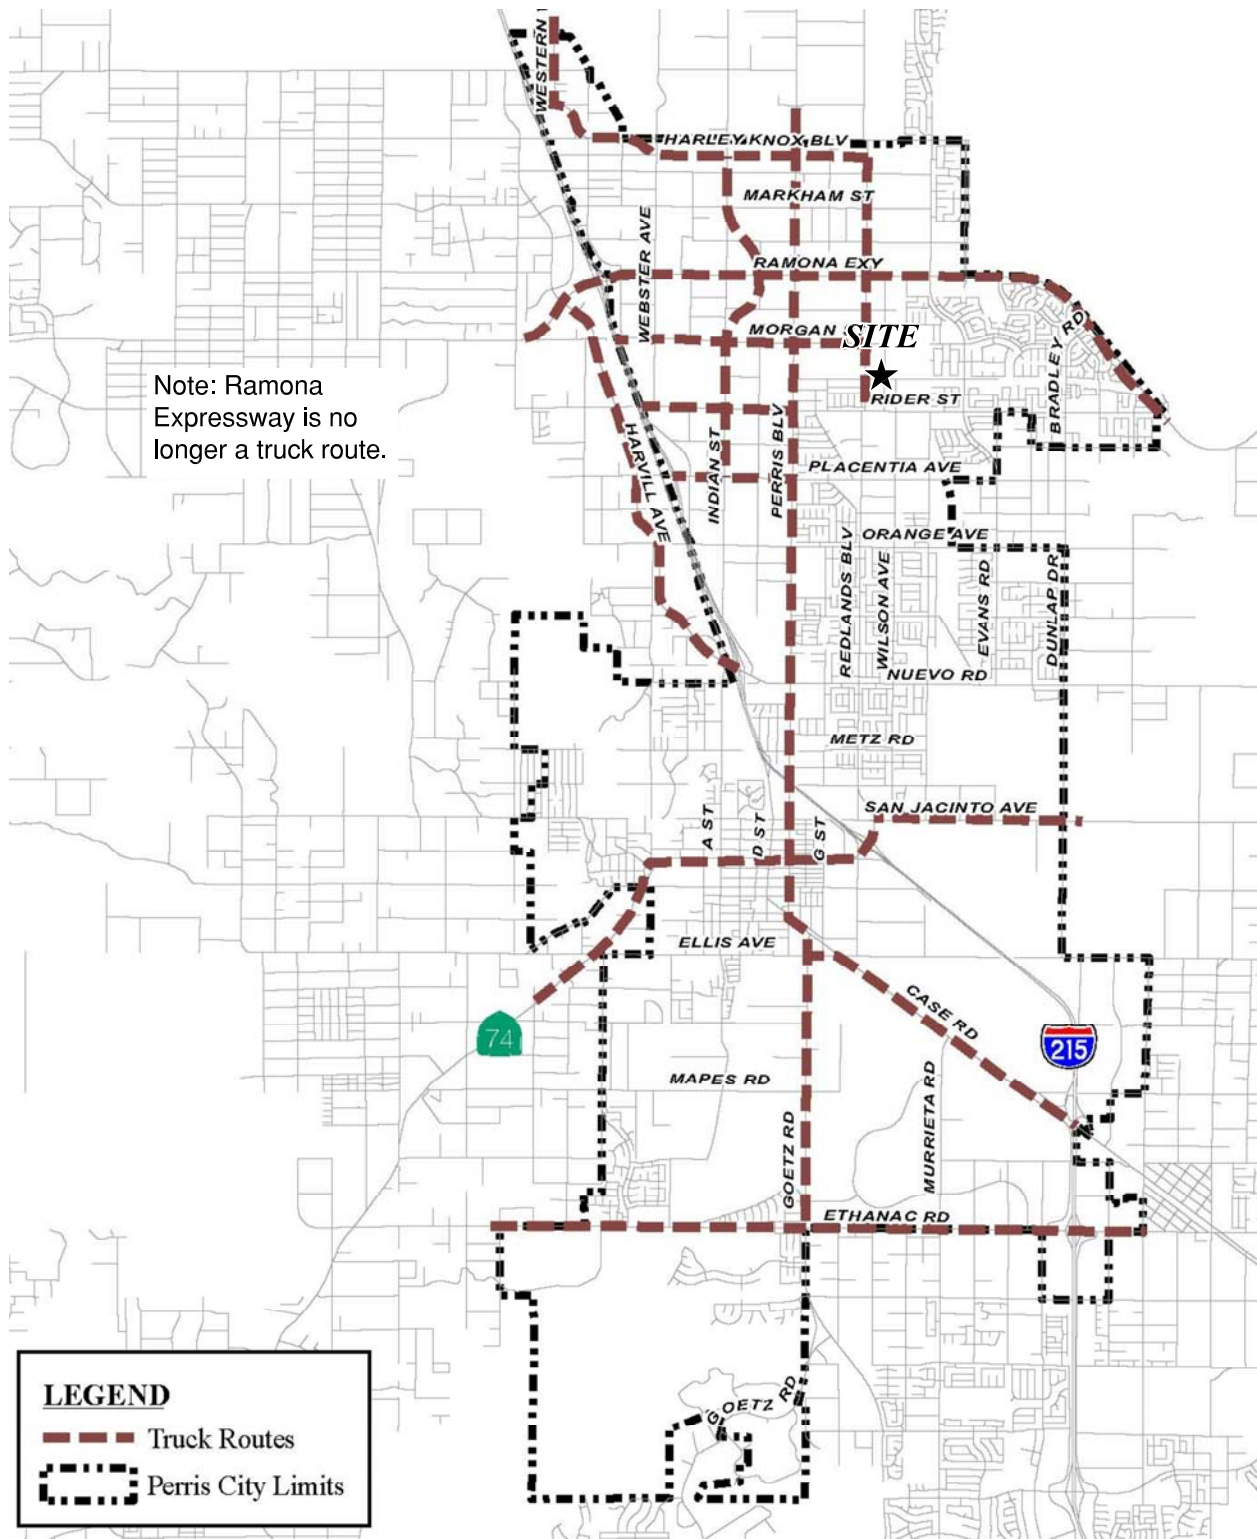 WESTERN
HARLEY KNOX BLV
MARKHAM ST
WEBSTER AVE
RAMONA EXY
MORGAN
SITE
BRADLEY RD
Note: Ramona
Expressway is no
longer a truck route.
RIDER ST
HARVILL AVE
INDIAN ST
PERRIS BLV
PLACENTIA AVE
ORANGE AVE
REDLANDS BLV
WILSON AVE
EVANS RD
DUNLAP DR
NUEVO RD
METZ RD
SAN JACINTO AVE
A ST
D ST
G ST
ELLIS AVE
CASE RD
74
215
MAPES RD
MURRIETA RD
GOETZ RD
ETHANAC RD
GOETZ RD
LEGEND
Truck Routes
Perris City Limits